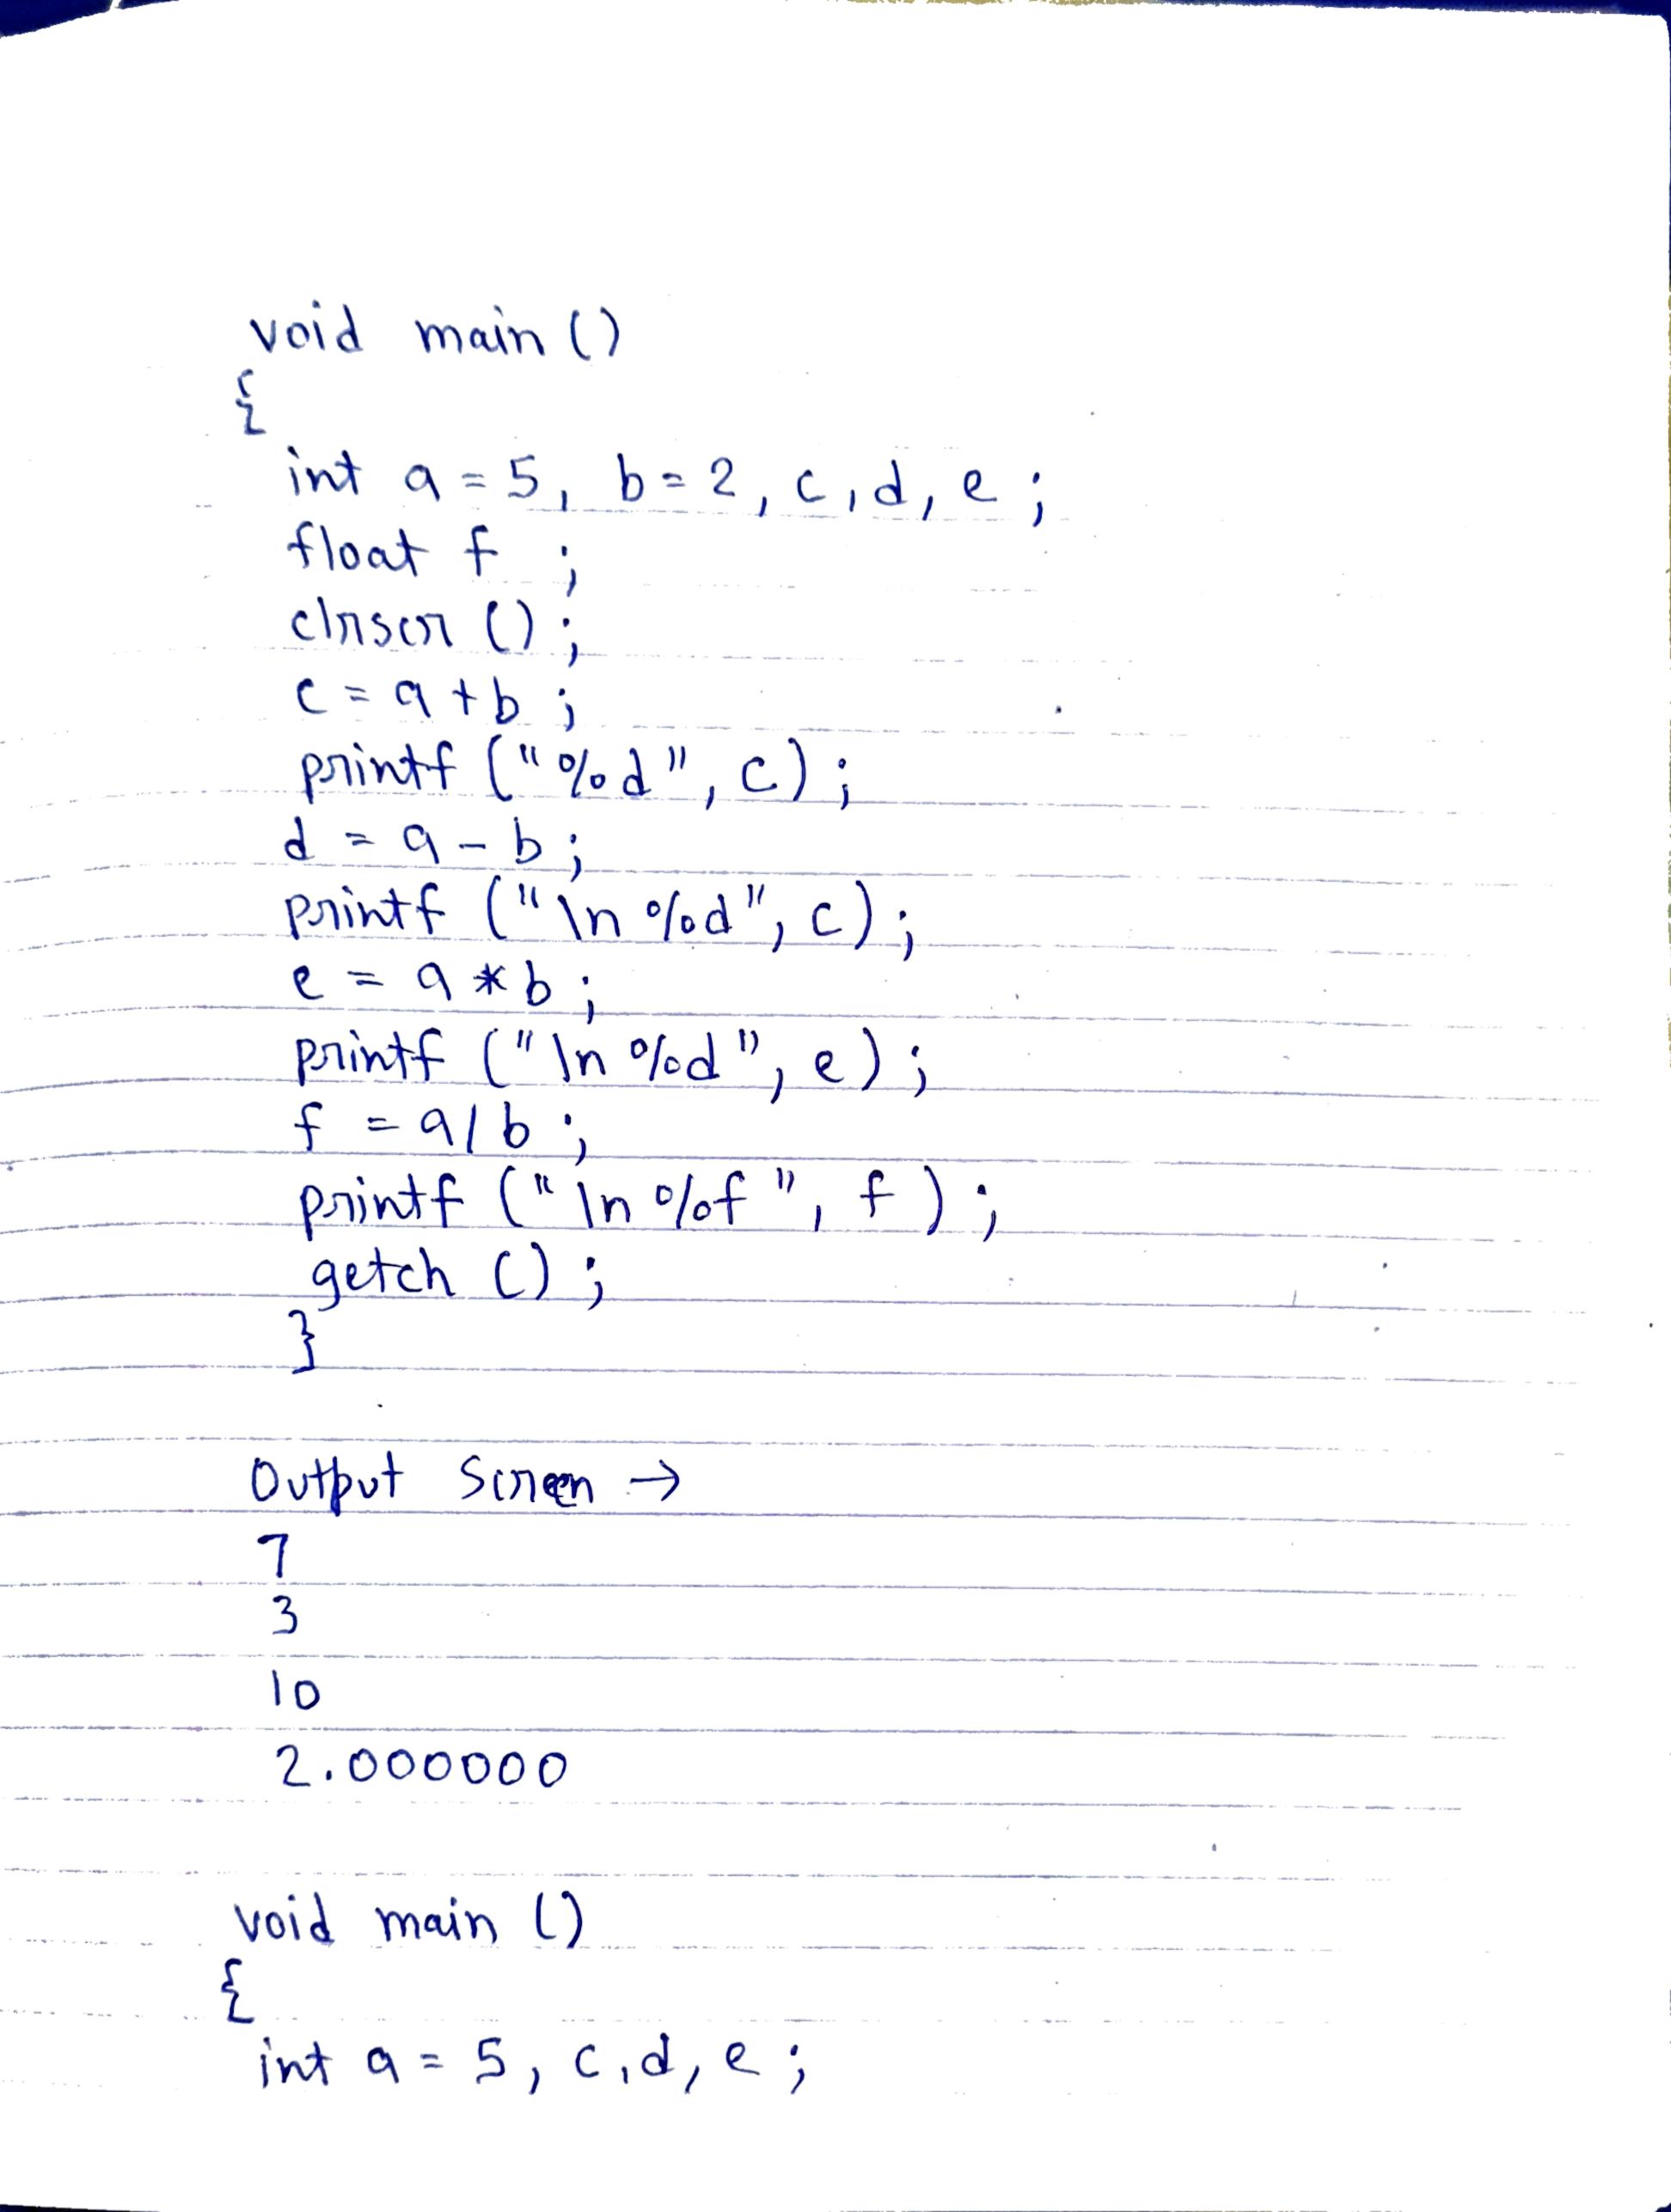 void main ()
{
int a = 5, b = 2, c, d, e ;
float f ;
clrscr () ;
c = a + b ;
printf ("%d", c) ;
d = a - b ;
printf ("\n %d", c) ;
e = a * b ;
printf ("\n %d", e) ;
f = a / b ;
printf ("\n %f", f ) ;
getch () ;
}
Output Screen →
7
3
10
2.000000
void main ()
{
int a = 5, c, d, e ;